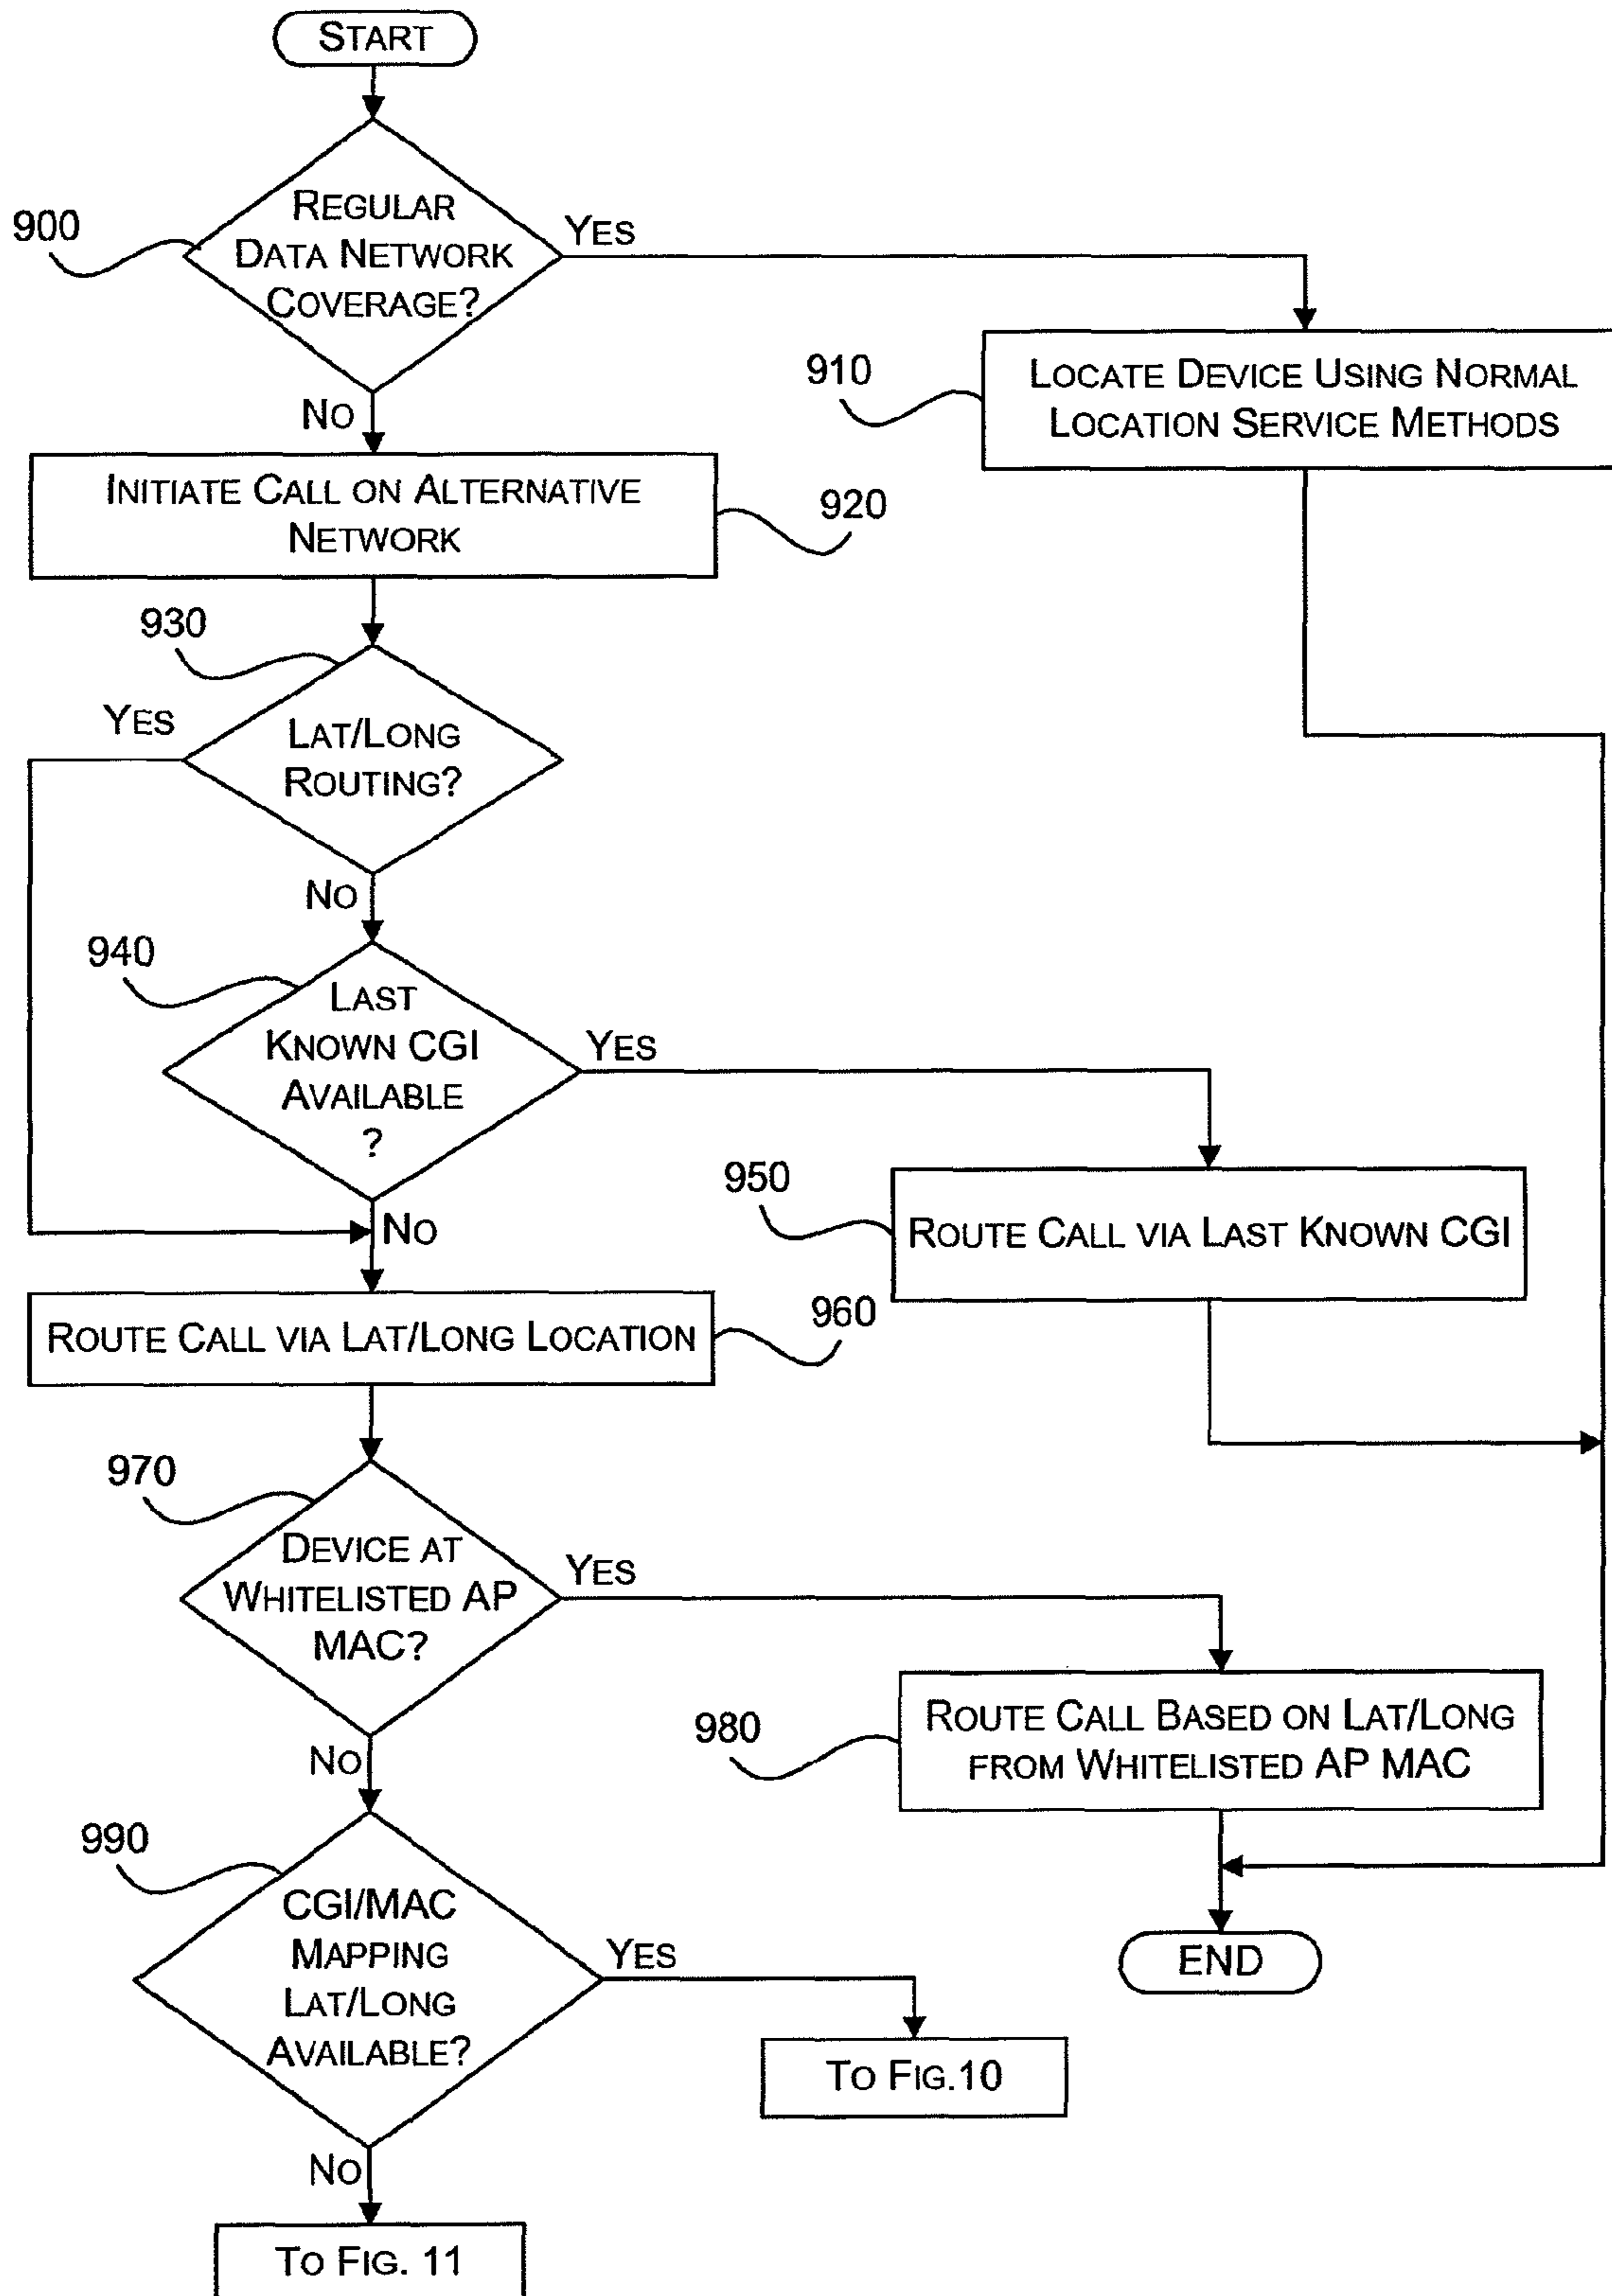 START
REGULAR
DATA NETWORK
COVERAGE?
900
YES
NO
910
LOCATE DEVICE USING NORMAL
LOCATION SERVICE METHODS
INITIATE CALL ON ALTERNATIVE
NETWORK
920
930
YES
LAT/LONG
ROUTING?
NO
940
LAST
KNOWN CGI
AVAILABLE
?
YES
NO
950
ROUTE CALL VIA LAST KNOWN CGI
ROUTE CALL VIA LAT/LONG LOCATION
960
970
DEVICE AT
WHITELISTED AP
MAC?
YES
NO
980
ROUTE CALL BASED ON LAT/LONG
FROM WHITELISTED AP MAC
990
CGI/MAC
MAPPING
LAT/LONG
AVAILABLE?
YES
NO
END
TO FIG.10
TO FIG. 11